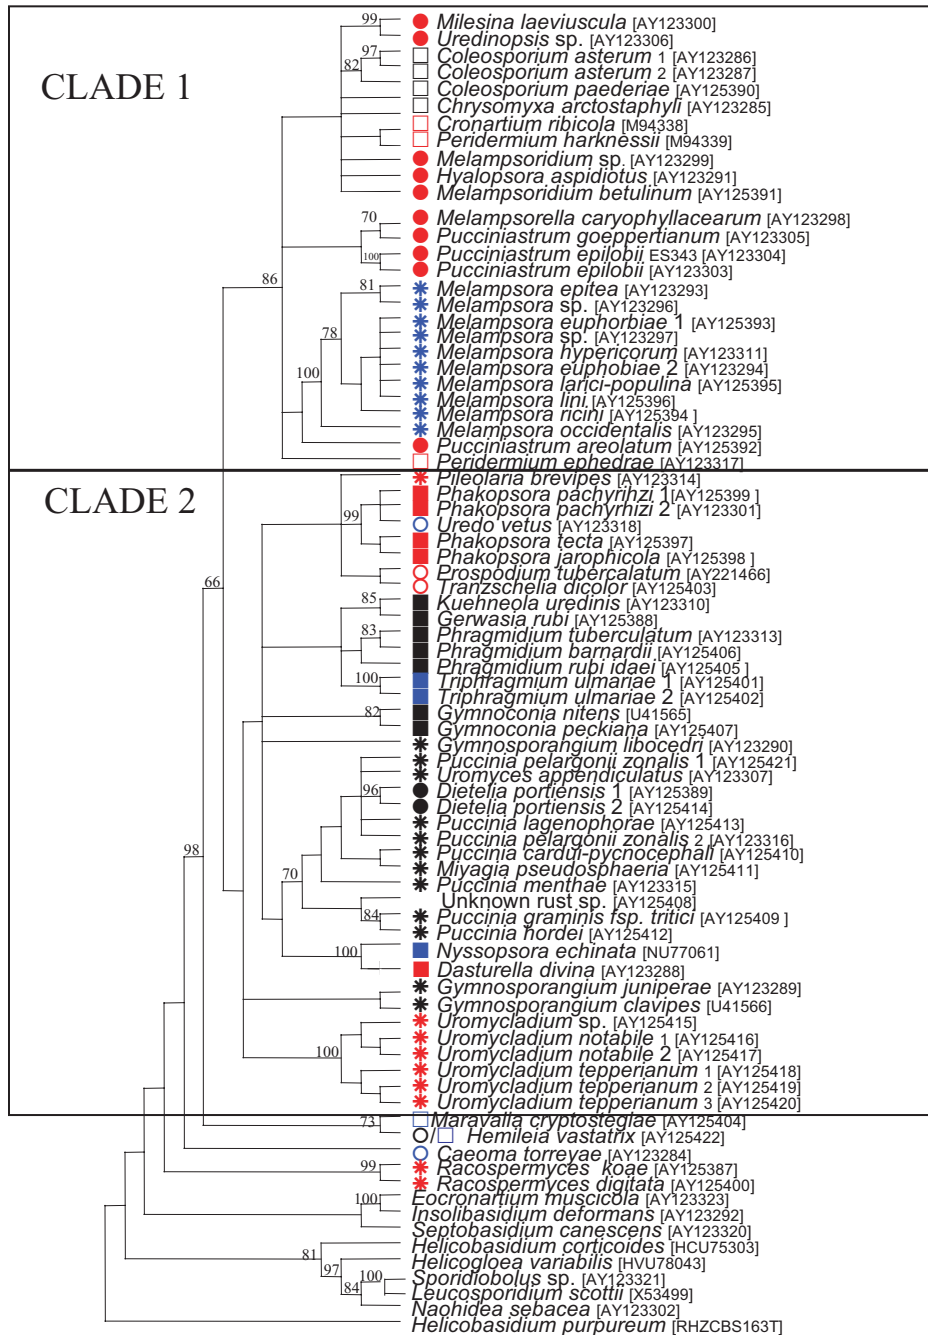 99 Milesina laeviuscula [AY123300]
Uredinopsis sp. [AY123306]
97 Coleosporium asterum 1 [AY123286]
82 Coleosporium asterum 2 [AY123287]
CLADE 1
Coleosporium paederiae [AY125390]
Chrysomyxa arctostaphyli [AY123285]
Cronartium ribicola [M94338]
Peridermium harknessii [M94339]
Melampsoridium sp. [AY123299]
Hyalopsora aspidiotus [AY123291]
Melampsoridium betulinum [AY125391]
70 Melampsorella caryophyllacearum [AY123298]
Pucciniastrum goeppertianum [AY123305]
100 Pucciniastrum epilobii ES343 [AY123304]
Pucciniastrum epilobii [AY123303]
86 81 Melampsora epitea [AY123293]
Melampsora sp. [AY123296]
Melampsora euphorbiae 1 [AY125393]
78 Melampsora sp. [AY123297]
Melampsora hypericorum [AY123311]
Melampsora euphobiae 2 [AY123294]
100 Melampsora larici-populina [AY125395]
Melampsora lini [AY125396]
Melampsora ricini [AY125394 ]
Melampsora occidentalis [AY123295]
Pucciniastrum areolatum [AY125392]
Peridermium ephedrae [AY123317]
Pileolaria brevipes [AY123314]
CLADE 2
Phakopsora pachyrihzi 1[AY125399 ]
Phakopsora pachyrhizi 2 [AY123301]
99 Uredo vetus [AY123318]
Phakopsora tecta [AY125397]
Phakopsora jarophicola [AY125398 ]
Prospodium tubercalatum [AY221466]
66 Tranzschelia dicolor [AY125403]
85 Kuehneola uredinis [AY123310]
Gerwasia rubi [AY125388]
83 Phragmidium tuberculatum [AY123313]
Phragmidium barnardii [AY125406]
Phragmidium rubi idaei [AY125405 ]
100 Triphragmium ulmariae 1 [AY125401]
Triphragmium ulmariae 2 [AY125402]
82 Gymnoconia nitens [U41565]
Gymnoconia peckiana [AY125407]
Gymnosporangium libocedri [AY123290]
Puccinia pelargonii zonalis 1 [AY125421]
Uromyces appendiculatus [AY123307]
96 Dietelia portiensis 1 [AY125389]
Dietelia portiensis 2 [AY125414]
Puccinia lagenophorae [AY125413]
Puccinia pelargonii zonalis 2 [AY123316]
98 Puccinia cardui-pycnocephali [AY125410]
70 Miyagia pseudosphaeria [AY125411]
Puccinia menthae [AY123315]
Unknown rust sp. [AY125408]
84 Puccinia graminis fsp. tritici [AY125409 ]
Puccinia hordei [AY125412]
100 Nyssopsora echinata [NU77061]
Dasturella divina [AY123288]
Gymnosporangium juniperae [AY123289]
Gymnosporangium clavipes [U41566]
Uromycladium sp. [AY125415]
Uromycladium notabile 1 [AY125416]
100 Uromycladium notabile 2 [AY125417]
Uromycladium tepperianum 1 [AY125418]
Uromycladium tepperianum 2 [AY125419]
Uromycladium tepperianum 3 [AY125420]
73 Maravalia cryptostegiae [AY125404]
/ Hemileia vastatrix [AY125422]
Caeoma torreyae [AY123284]
99 Racospermyces koae [AY125387]
Racospermyces digitata [AY125400]
100 Eocronartium muscicola [AY123323]
Insolibasidium deformans [AY123292]
Septobasidium canescens [AY123320]
81 Helicobasidium corticoides [HCU75303]
97 Helicogloea variabilis [HVU78043]
100 Sporidiobolus sp. [AY123321]
84 Leucosporidium scottii [X53499]
Naohidea sebacea [AY123302]
Helicobasidium purpureum [RHZCBS163T]